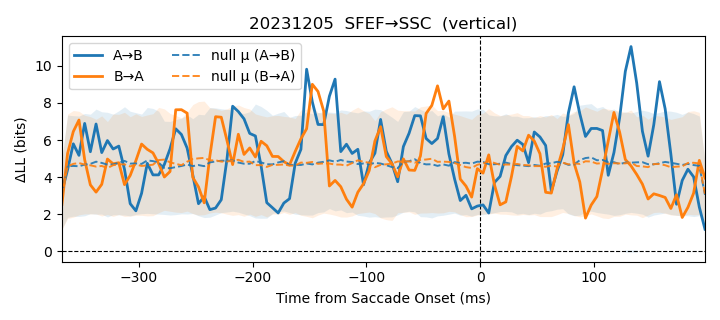 20231205  SFEF→SSC  (vertical)
A→B
B→A
null μ (A→B)
null μ (B→A)
ΔLL (bits)
10
8
6
4
2
0
−300
−200
−100
0
100
Time from Saccade Onset (ms)